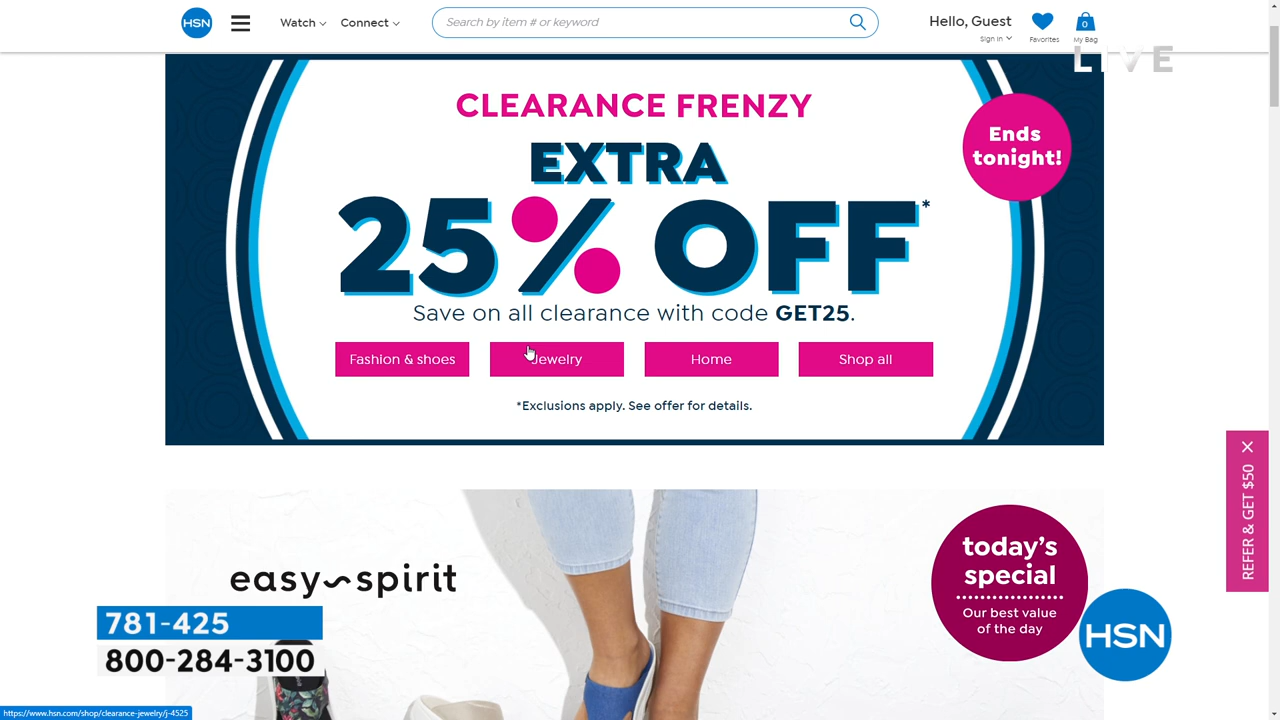 HSN
Watch
Connect
Search by item # or keyword
Hello, Guest
Sign In
Favorites
0
My Bag
LIVE
CLEARANCE FRENZY
EXTRA
25% OFF*
Ends
tonight!
Save on all clearance with code GET25.
Fashion & shoes
Jewelry
Home
Shop all
*Exclusions apply. See offer for details.
REFER & GET $50
easy spirit
today's
special
Our best value
of the day
HSN
781-425
800-284-3100
https://www.hsn.com/shop/clearance-jewelry/j-4525